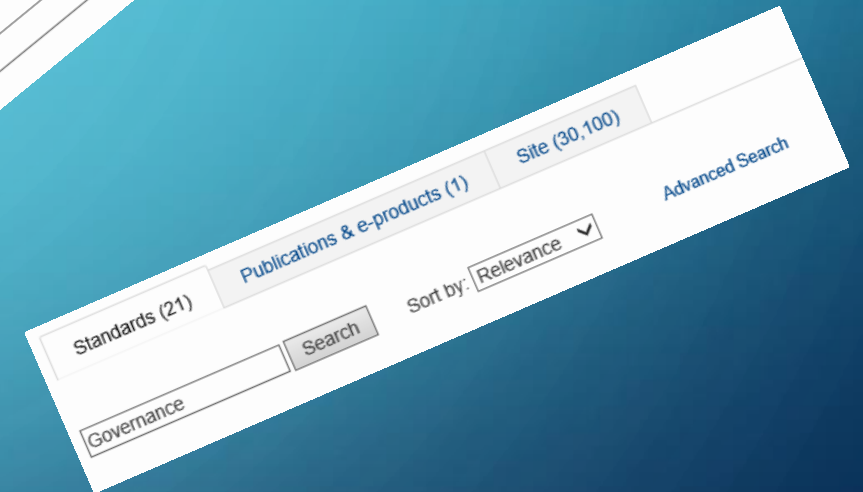 Standards (21) Publications & e-products (1) Site (30,100)
Governance Search Sort by: Relevance Advanced Search